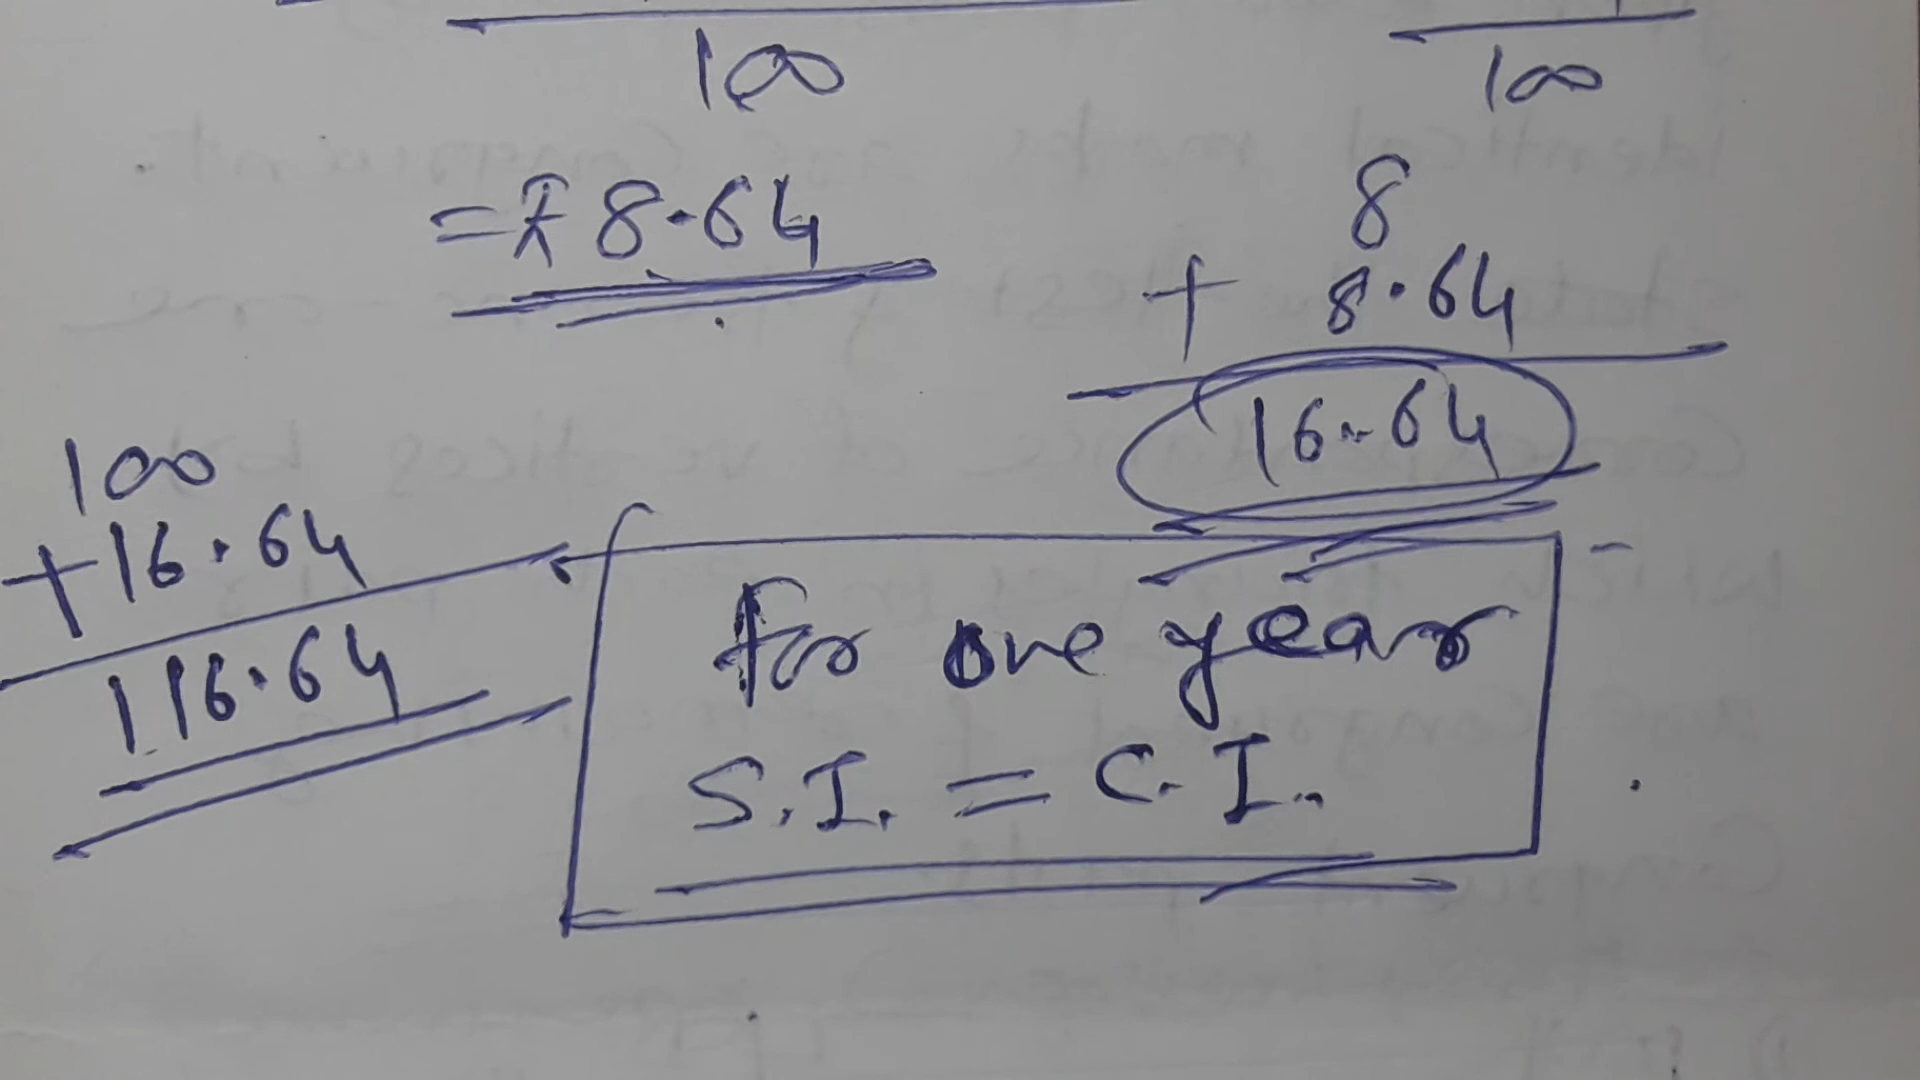 100
100
= ₹ 8.64
8
+ 8.64
16.64
100
+16.64
116.64
for one year
S.I. = C.I.